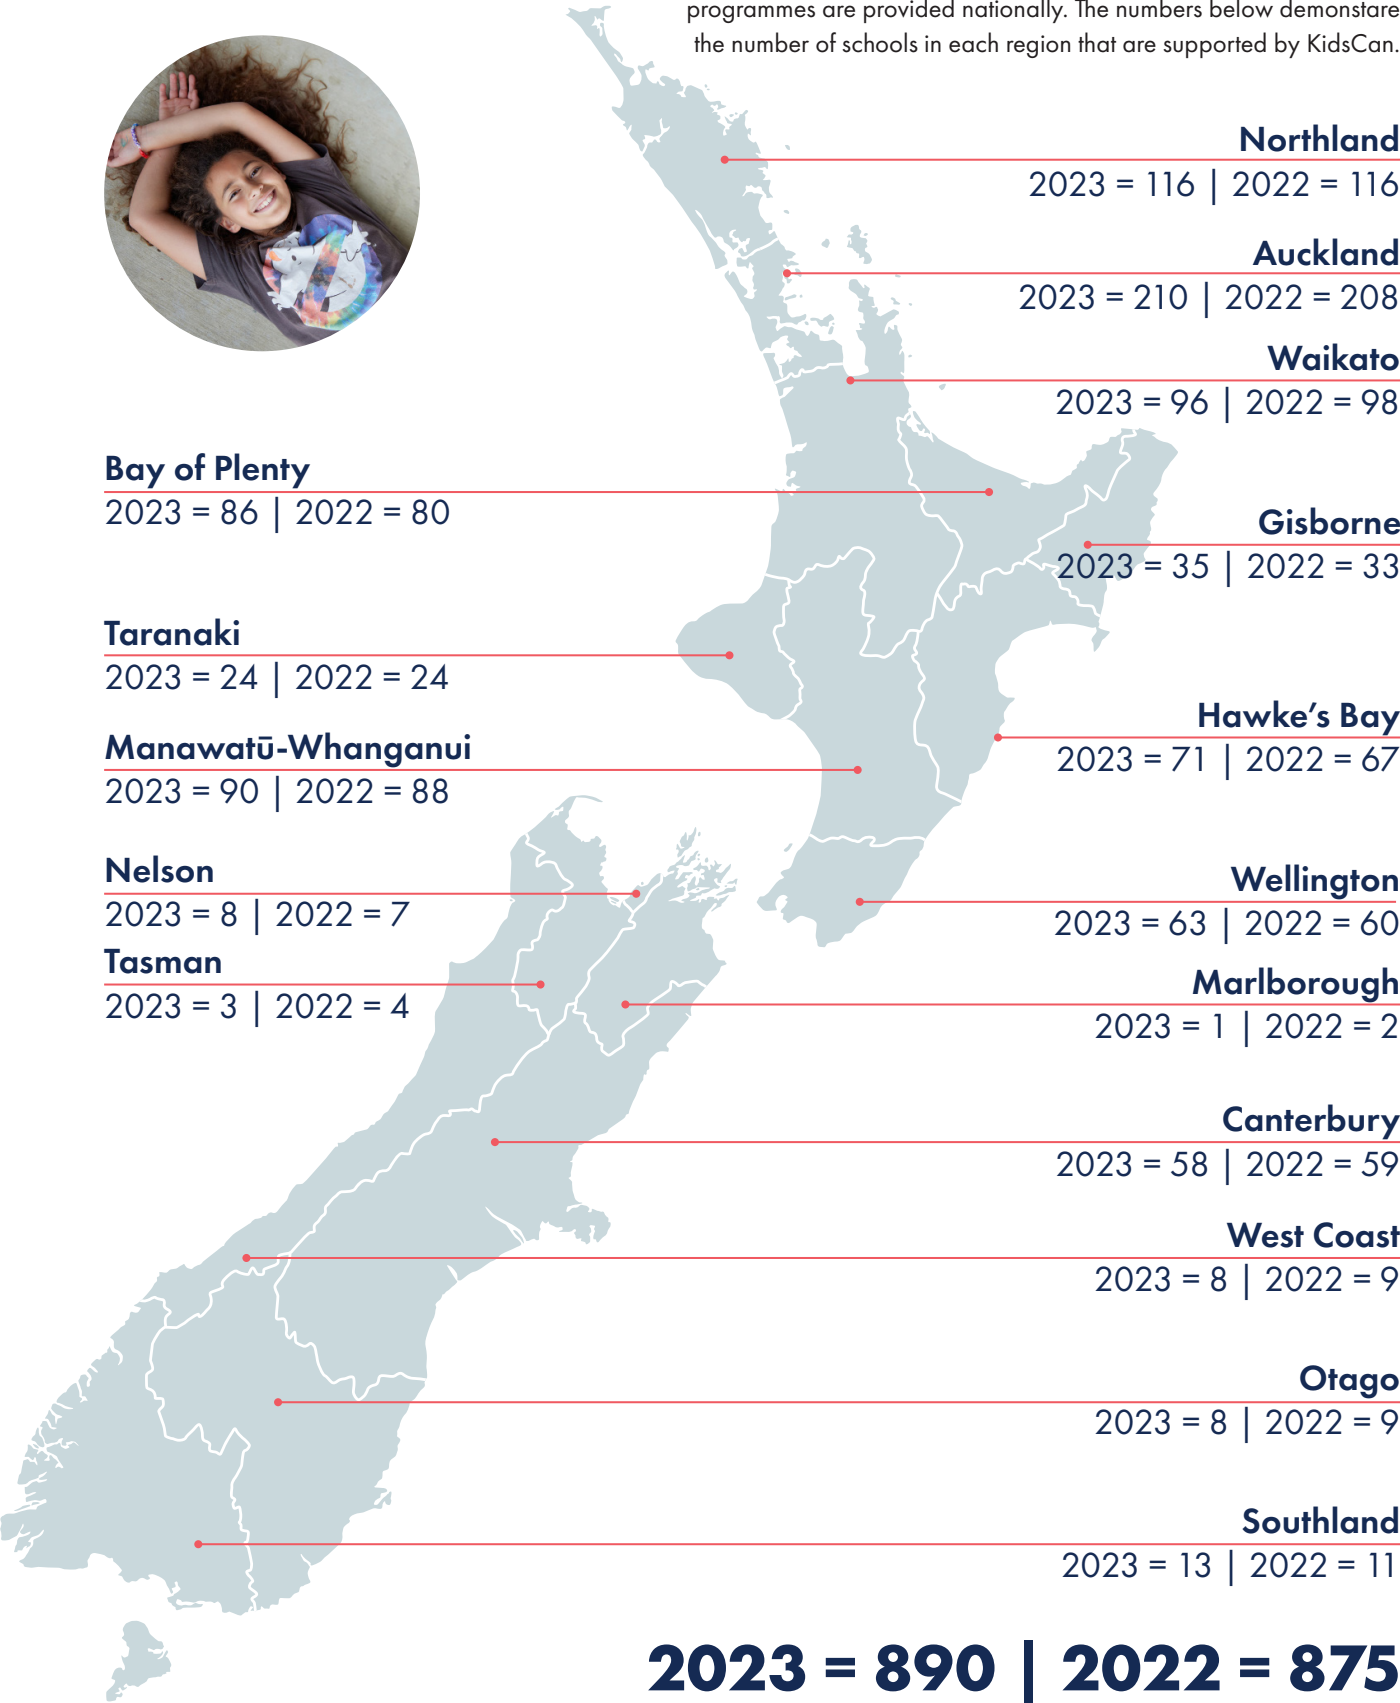 programmes are provided nationally. The numbers below demonstare
the number of schools in each region that are supported by KidsCan.
Northland
2023 = 116 | 2022 = 116
Auckland
2023 = 210 | 2022 = 208
Waikato
2023 = 96 | 2022 = 98
Bay of Plenty
2023 = 86 | 2022 = 80
Gisborne
2023 = 35 | 2022 = 33
Taranaki
2023 = 24 | 2022 = 24
Hawke's Bay
2023 = 71 | 2022 = 67
Manawatū-Whanganui
2023 = 90 | 2022 = 88
Nelson
2023 = 8 | 2022 = 7
Wellington
2023 = 63 | 2022 = 60
Tasman
2023 = 3 | 2022 = 4
Marlborough
2023 = 1 | 2022 = 2
Canterbury
2023 = 58 | 2022 = 59
West Coast
2023 = 8 | 2022 = 9
Otago
2023 = 8 | 2022 = 9
Southland
2023 = 13 | 2022 = 11
2023 = 890 | 2022 = 875